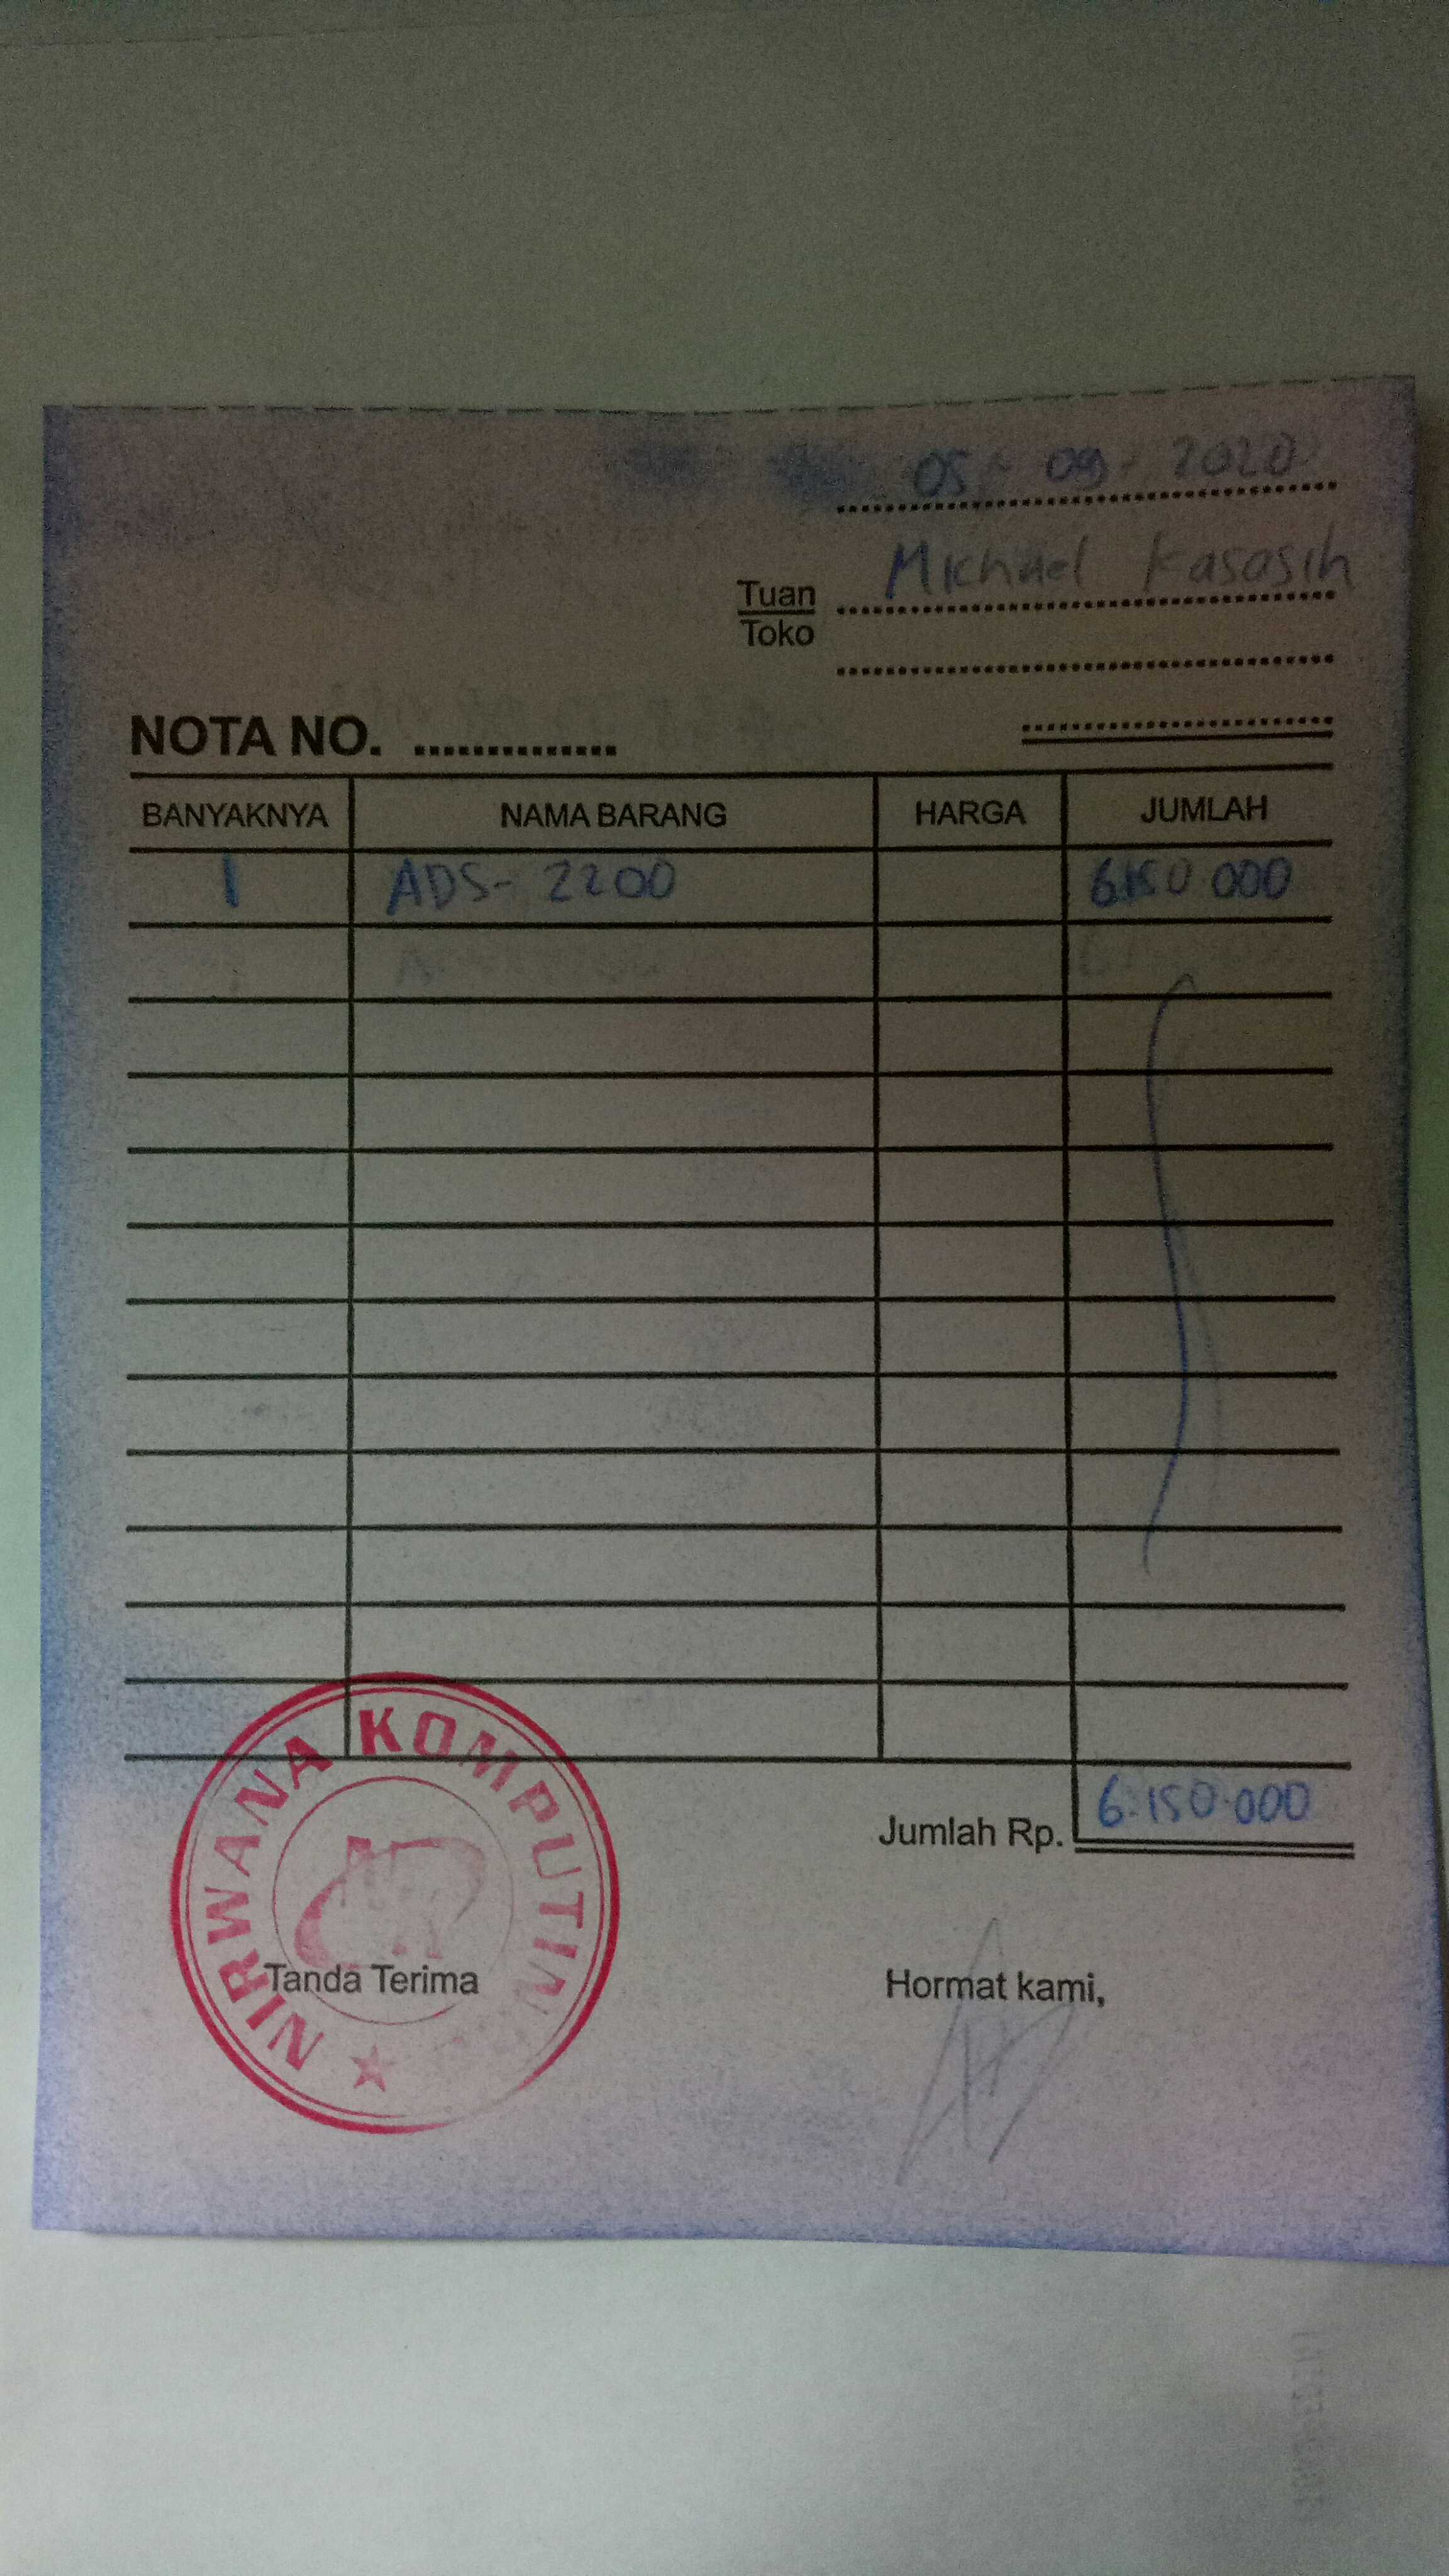 05 - 09 - 2020
Michael Kasasih
Tuan
Toko
NOTA NO. ..............
BANYAKNYA NAMA BARANG HARGA JUMLAH
1 ADS- 2200 6.150.000
Jumlah Rp. 6.150.000
NIRWANA KOMPUTIN
Tanda Terima Hormat kami,